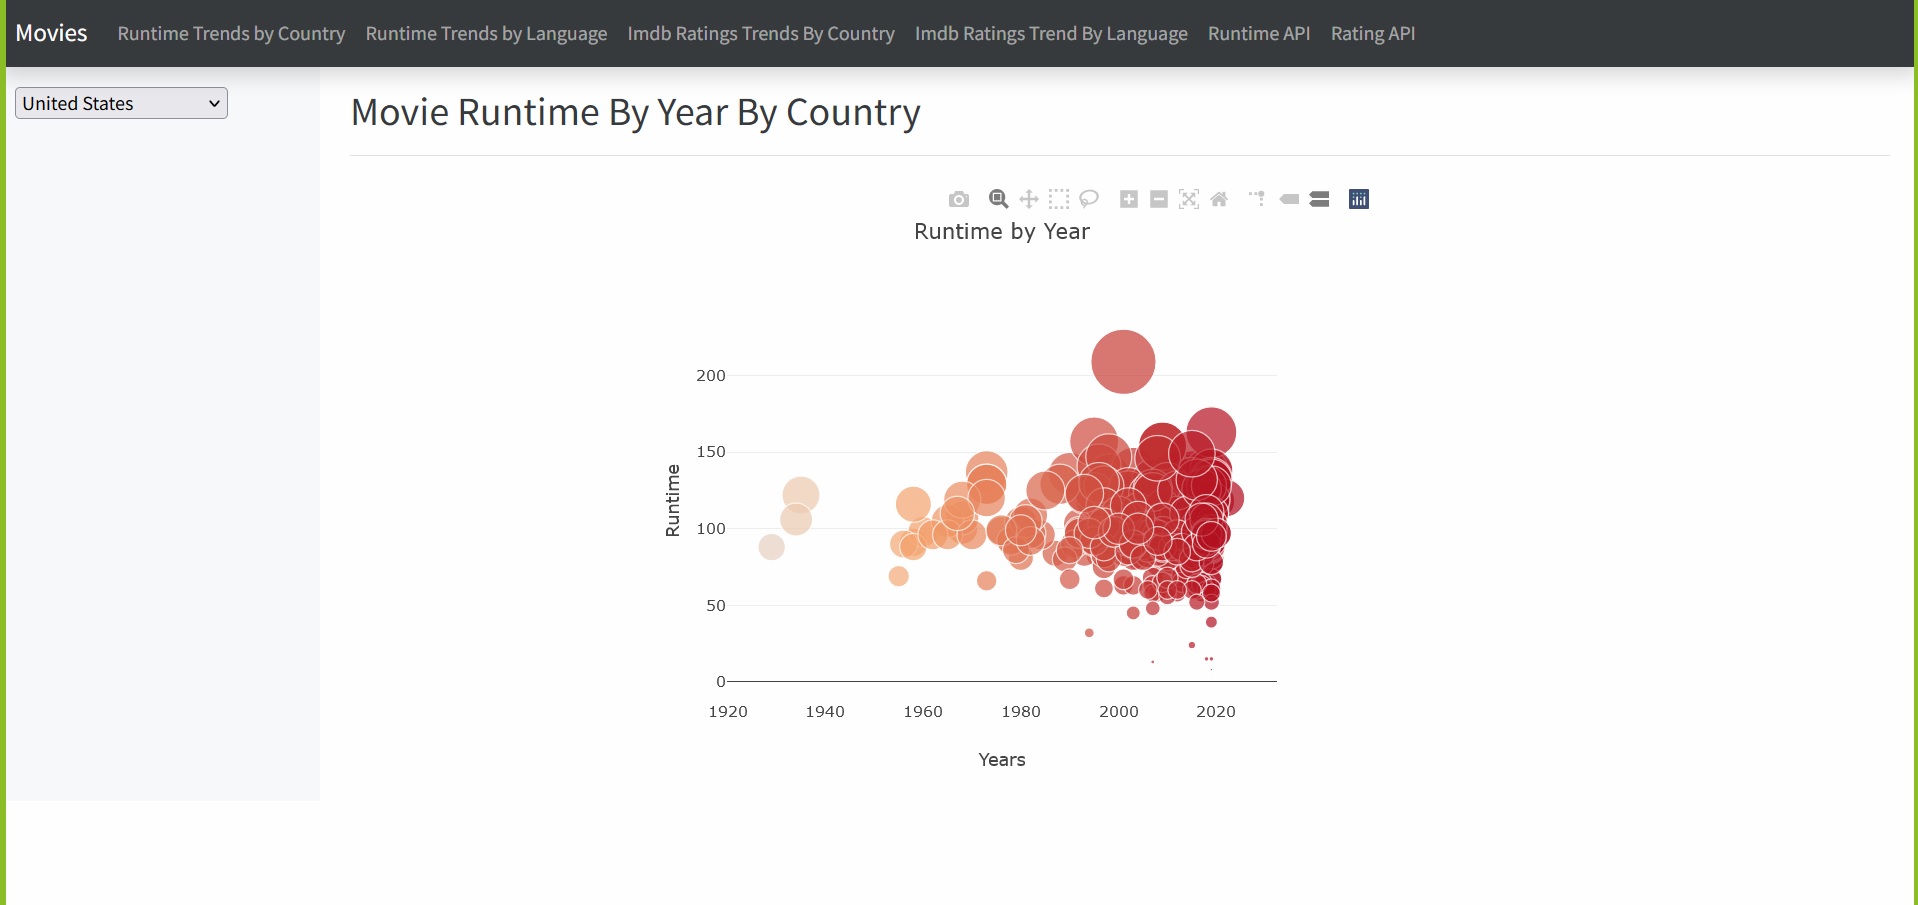 Movies Runtime Trends by Country Runtime Trends by Language Imdb Ratings Trends By Country Imdb Ratings Trend By Language Runtime API Rating API
United States
Movie Runtime By Year By Country
Runtime by Year
200
150
100
50
0
Runtime
1920 1940 1960 1980 2000 2020
Years